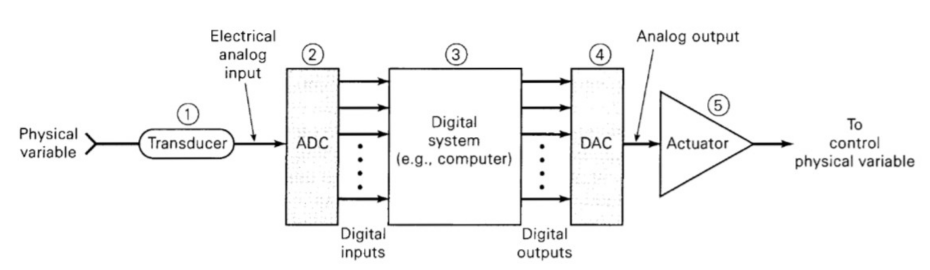 Electrical
analog
input
②
③
④
Analog output
①
⑤
Physical
variable
Transducer
ADC
Digital
system
(e.g., computer)
DAC
Actuator
To
control
physical variable
Digital
inputs
Digital
outputs